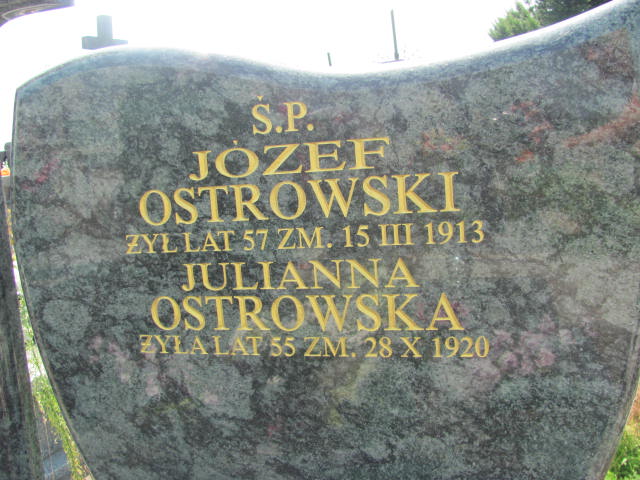 Ś.P.
JÓZEF
OSTROWSKI
ŻYŁ LAT 57 ZM. 15 III 1913
JULIANNA
OSTROWSKA
ŻYŁA LAT 55 ZM. 28 X 1920